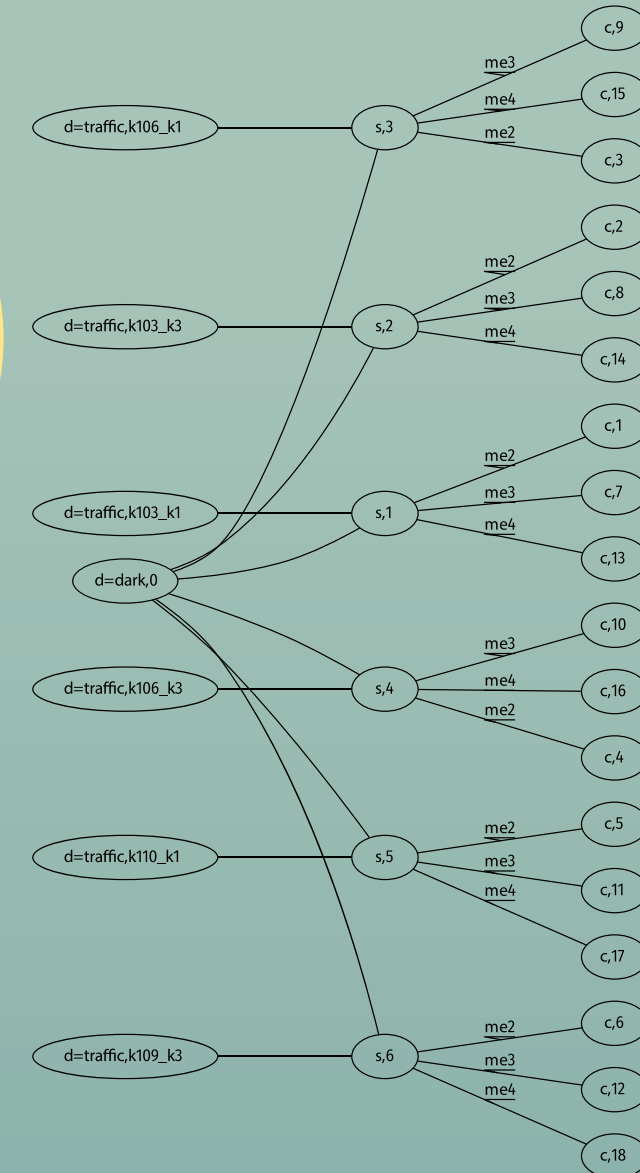 c,9
me3
me4
c,15
d=traffic,k106_k1
s,3
me2
c,3
c,2
me2
me3
c,8
d=traffic,k103_k3
s,2
me4
c,14
c,1
me2
me3
c,7
d=traffic,k103_k1
s,1
me4
c,13
d=dark,0
c,10
me3
me4
c,16
d=traffic,k106_k3
s,4
me2
c,4
c,5
me2
me3
c,11
d=traffic,k110_k1
s,5
me4
c,17
c,6
me2
me3
c,12
d=traffic,k109_k3
s,6
me4
c,18